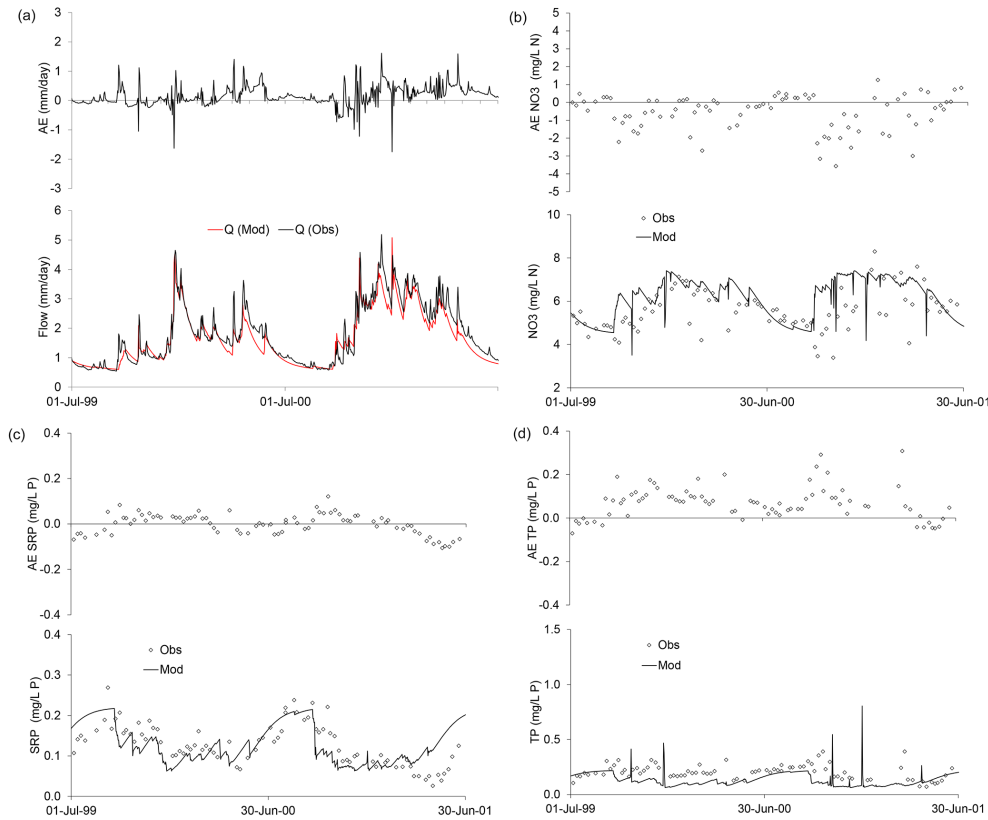 (a)
3
2
1
0
-1
-2
-3
AE (mm/day)
6
5
4
3
2
1
0
Flow (mm/day)
Q (Mod)
Q (Obs)
01-Jul-99
01-Jul-00
(b)
5
4
3
2
1
0
-1
-2
-3
-4
-5
AE NO3 (mg/L N)
10
8
6
4
2
NO3 (mg/L N)
Obs
Mod
01-Jul-99
30-Jun-00
30-Jun-01
(c)
0.4
0.2
0.0
-0.2
-0.4
AE SRP (mg/L P)
0.4
0.3
0.2
0.1
0.0
SRP (mg/L P)
Obs
Mod
01-Jul-99
30-Jun-00
30-Jun-01
(d)
0.4
0.2
0.0
-0.2
-0.4
AE TP (mg/L P)
1.5
1.0
0.5
0.0
TP (mg/L P)
Obs
Mod
01-Jul-99
30-Jun-00
30-Jun-01